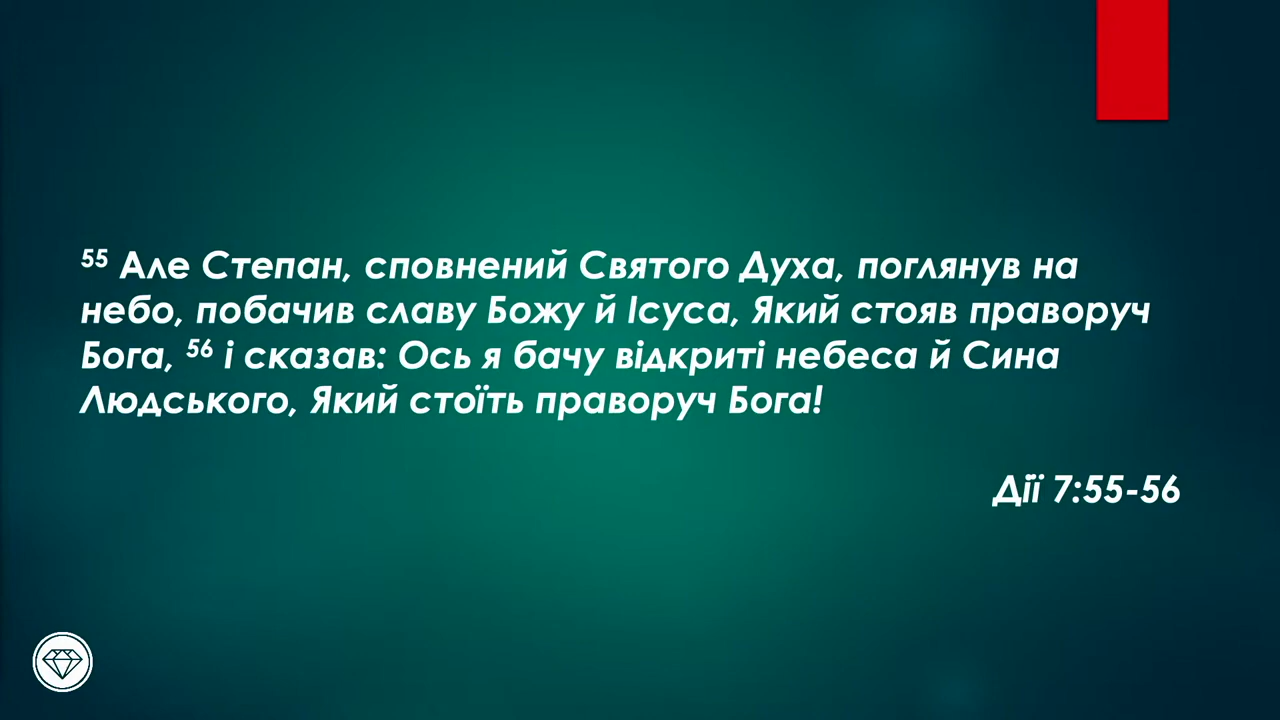 ⁵⁵ Але Степан, сповнений Святого Духа, поглянув на
небо, побачив славу Божу й Ісуса, Який стояв праворуч
Бога, ⁵⁶ і сказав: Ось я бачу відкриті небеса й Сина
Людського, Який стоїть праворуч Бога!
Дії 7:55-56